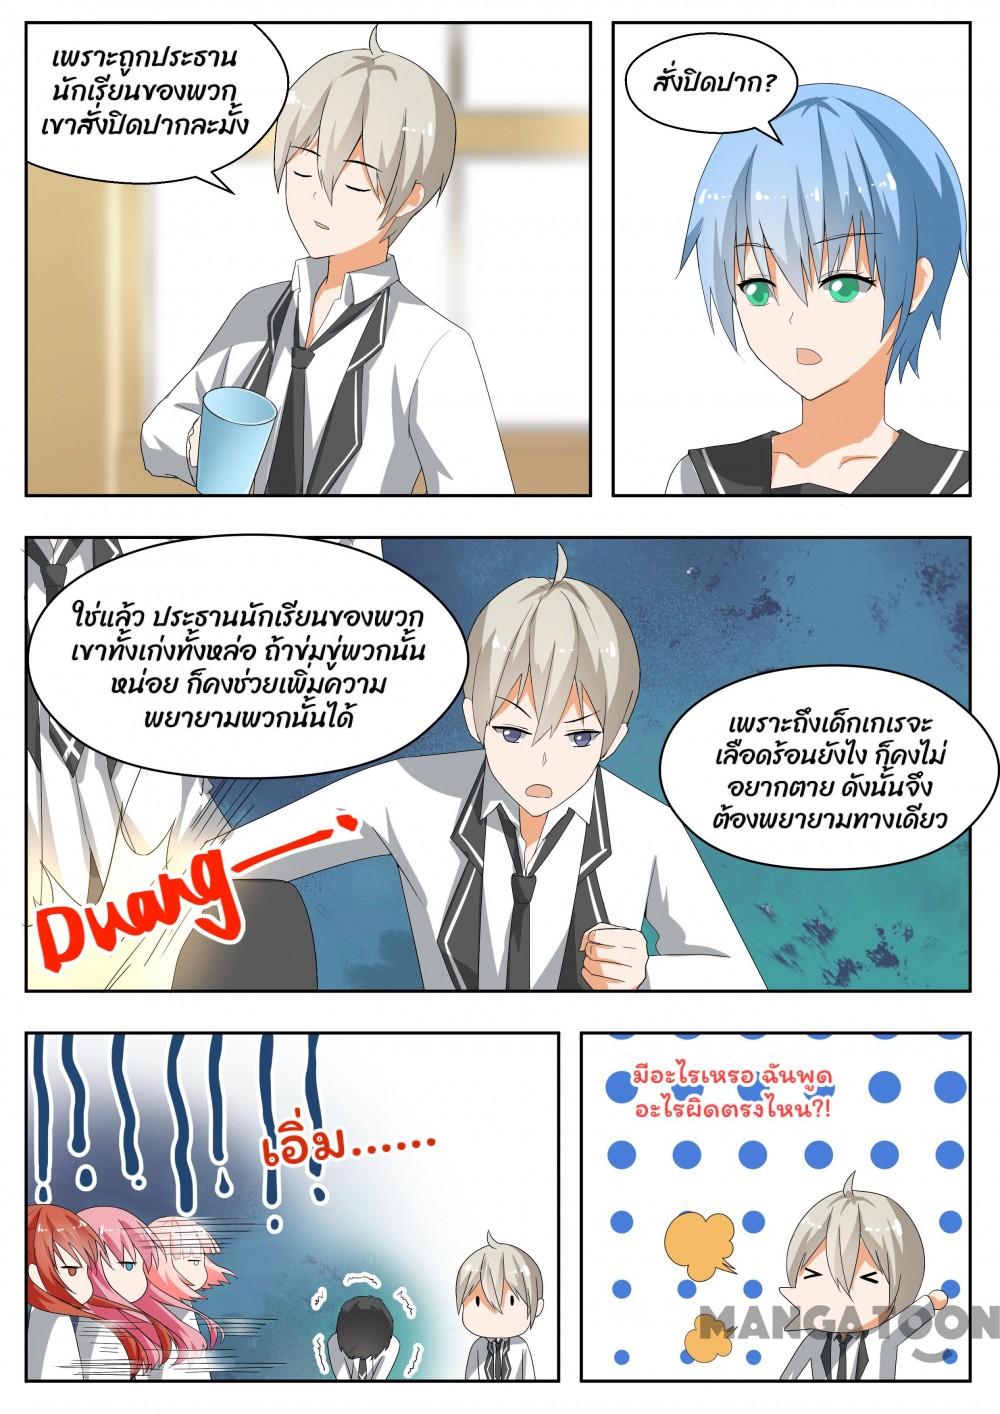 เพราะถูกประธาน
นักเรียนของพวก
เขาสั่งปิดปากละมั้ง
สั่งปิดปาก?
ใช่แล้ว ประธานนักเรียนของพวก
เขาทั้งเก่งทั้งหล่อ ถ้าข่มขู่พวกนั้น
หน่อย ก็คงช่วยเพิ่มความ
พยายามพวกนั้นได้
เพราะถึงเด็กเกเรจะ
เลือดร้อนยังไง ก็คงไม่
อยากตาย ดังนั้นจึง
ต้องพยายามทางเดียว
Duang
เอิ่ม......
มีอะไรเหรอ ฉันพูด
อะไรผิดตรงไหน?!
MANGATOON